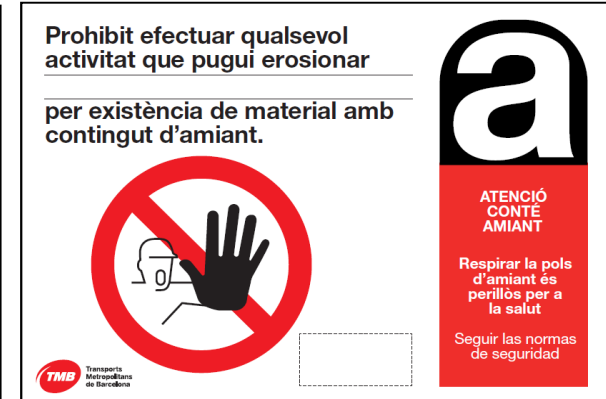 Prohibit efectuar qualsevol
activitat que pugui erosionar
per existència de material amb
contingut d'amiant.
a
ATENCIÓ
CONTÉ
AMIANT
Respirar la pols
d'amiant és
perillòs per a
la salut
Seguir las normas
de seguridad
TMB
Transports
Metropolitans
de Barcelona